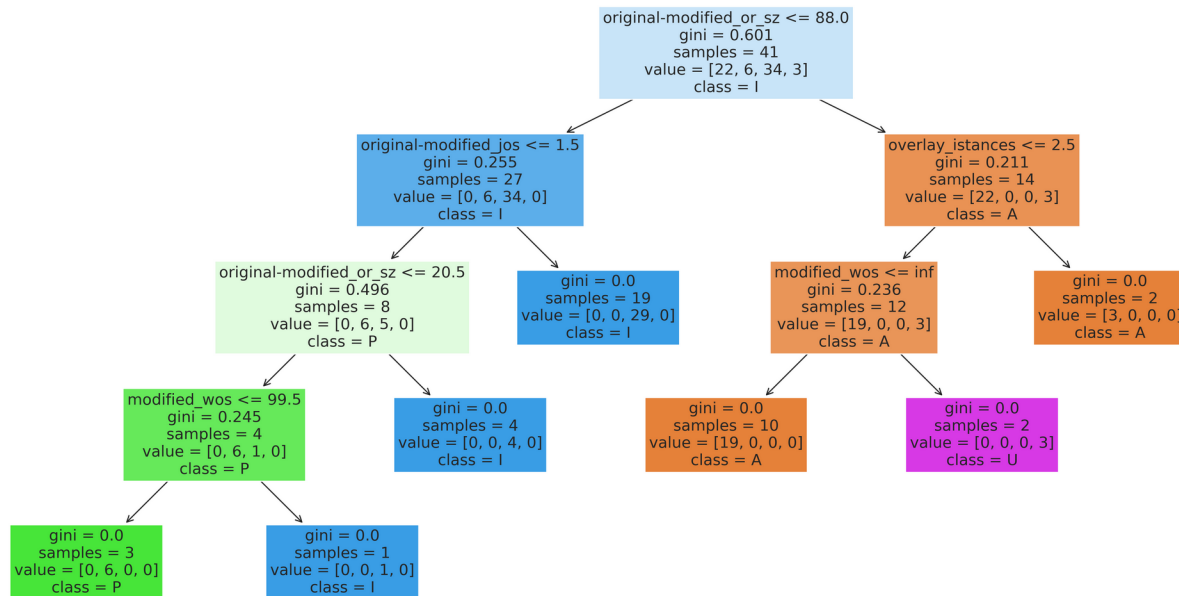 original-modified_or_sz <= 88.0
gini = 0.601
samples = 41
value = [22, 6, 34, 3]
class = I
original-modified_jos <= 1.5
gini = 0.255
samples = 27
value = [0, 6, 34, 0]
class = I
overlay_istances <= 2.5
gini = 0.211
samples = 14
value = [22, 0, 0, 3]
class = A
original-modified_or_sz <= 20.5
gini = 0.496
samples = 8
value = [0, 6, 5, 0]
class = P
gini = 0.0
samples = 19
value = [0, 0, 29, 0]
class = I
modified_wos <= inf
gini = 0.236
samples = 12
value = [19, 0, 0, 3]
class = A
gini = 0.0
samples = 2
value = [3, 0, 0, 0]
class = A
modified_wos <= 99.5
gini = 0.245
samples = 4
value = [0, 6, 1, 0]
class = P
gini = 0.0
samples = 4
value = [0, 0, 4, 0]
class = I
gini = 0.0
samples = 10
value = [19, 0, 0, 0]
class = A
gini = 0.0
samples = 2
value = [0, 0, 0, 3]
class = U
gini = 0.0
samples = 3
value = [0, 6, 0, 0]
class = P
gini = 0.0
samples = 1
value = [0, 0, 1, 0]
class = I